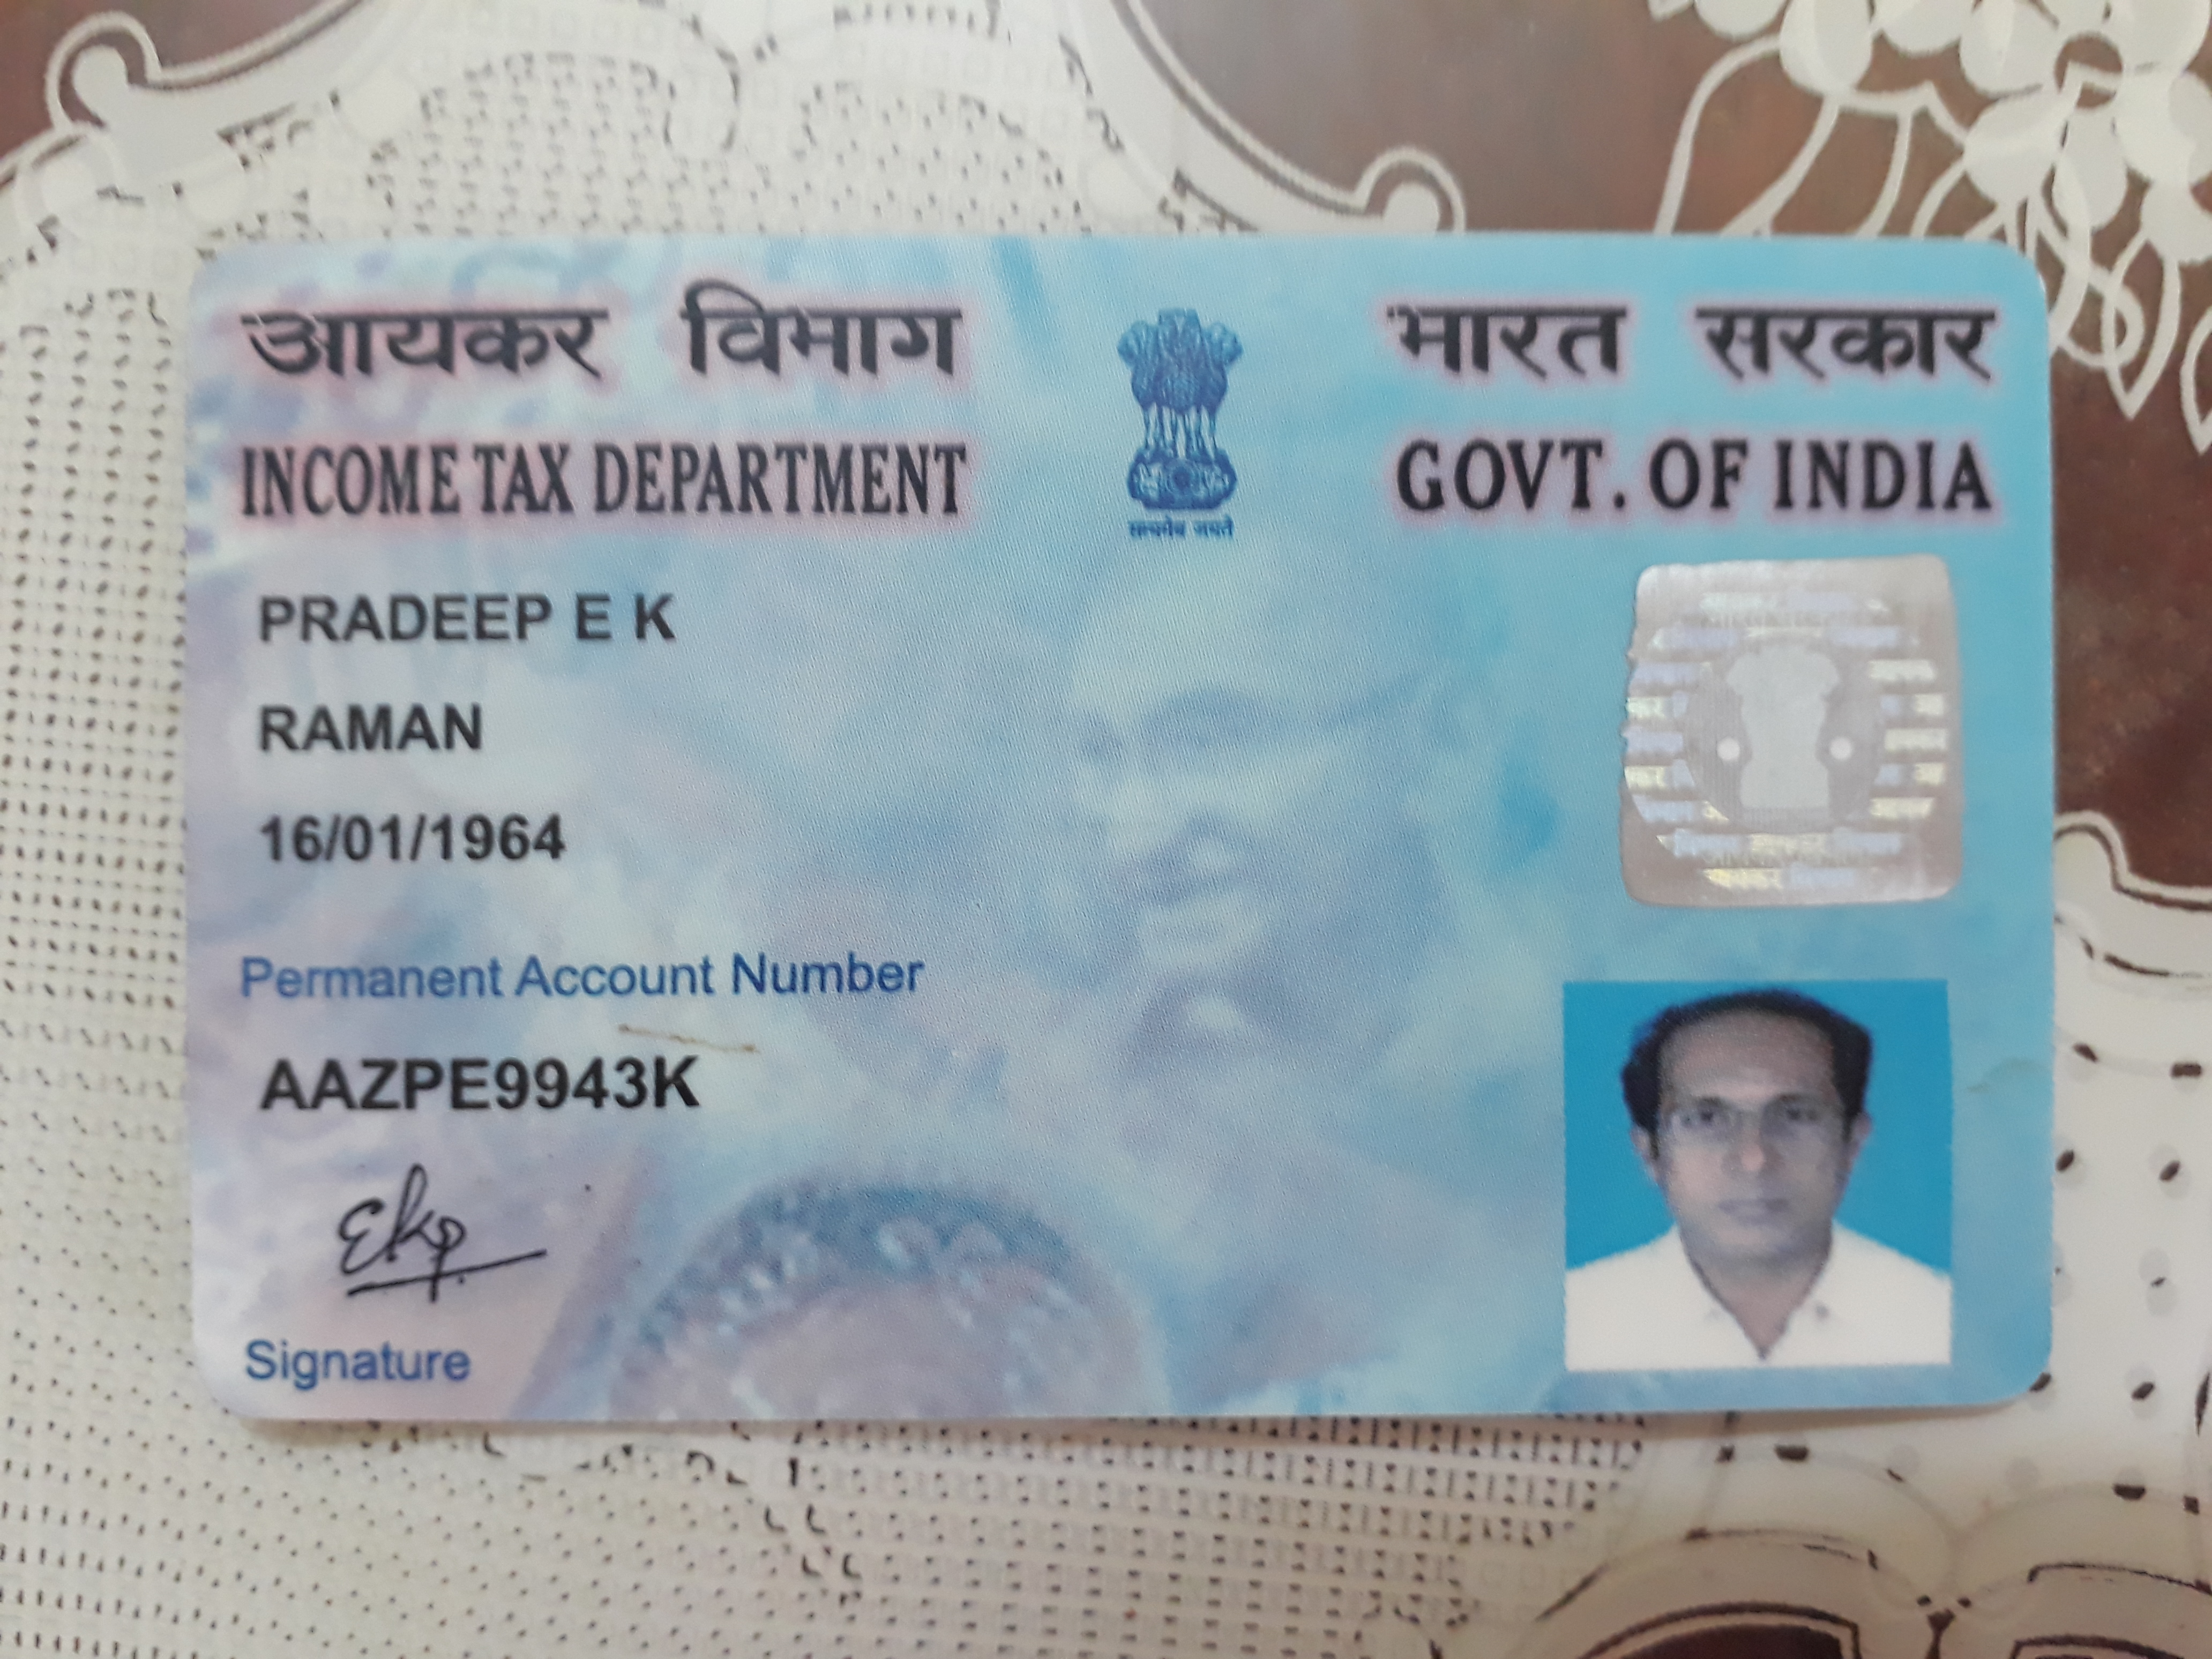 आयकर विभाग
INCOME TAX DEPARTMENT
सत्यमेव जयते
भारत सरकार
GOVT. OF INDIA
PRADEEP E K
RAMAN
16/01/1964
Permanent Account Number
AAZPE9943K
Signature